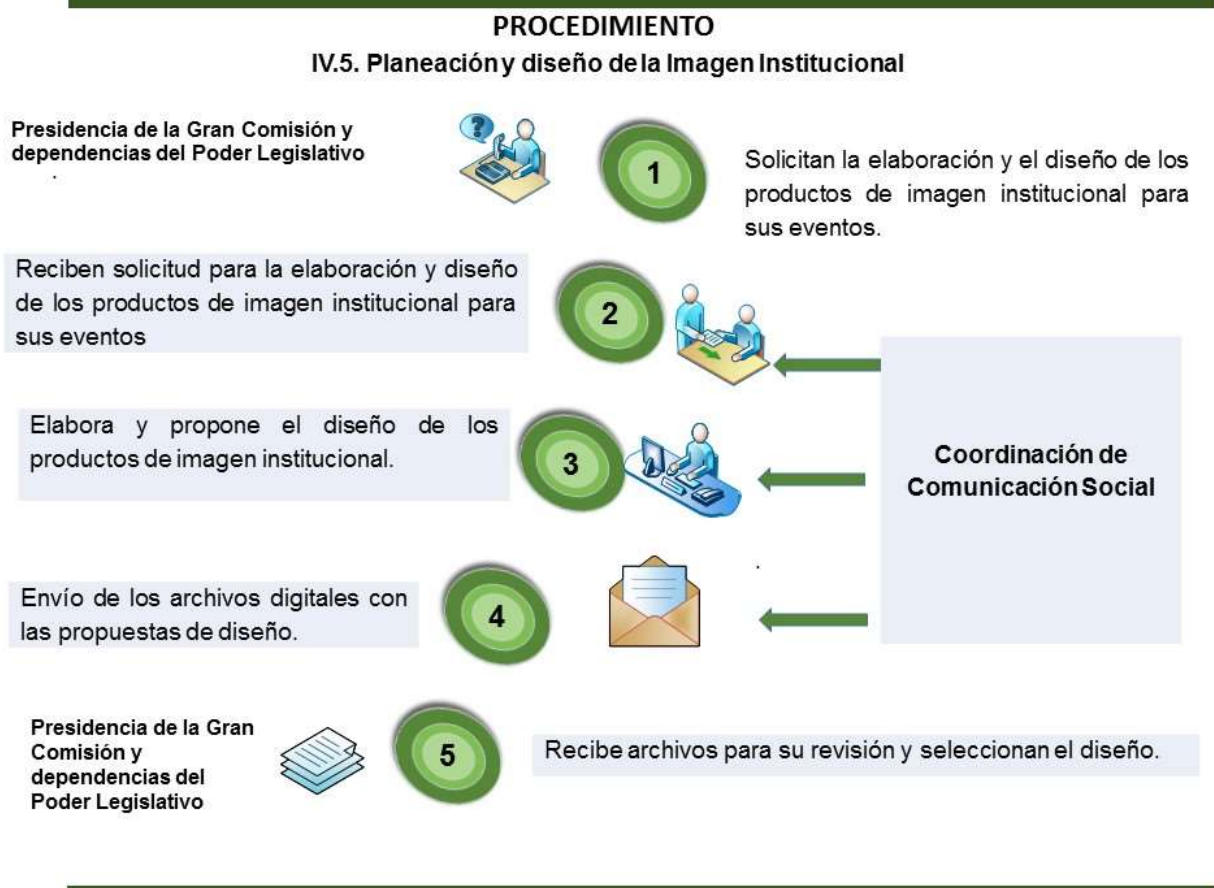 PROCEDIMIENTO
IV.5. Planeación y diseño de la Imagen Institucional
Presidencia de la Gran Comisión y
dependencias del Poder Legislativo
.
?
1
Solicitan la elaboración y el diseño de los
productos de imagen institucional para
sus eventos.
Reciben solicitud para la elaboración y diseño
de los productos de imagen institucional para
sus eventos
2
Elabora y propone el diseño de los
productos de imagen institucional.
3
Coordinación de
Comunicación Social
.
Envío de los archivos digitales con
las propuestas de diseño.
4
Presidencia de la Gran
Comisión y
dependencias del
Poder Legislativo
5
Recibe archivos para su revisión y seleccionan el diseño.